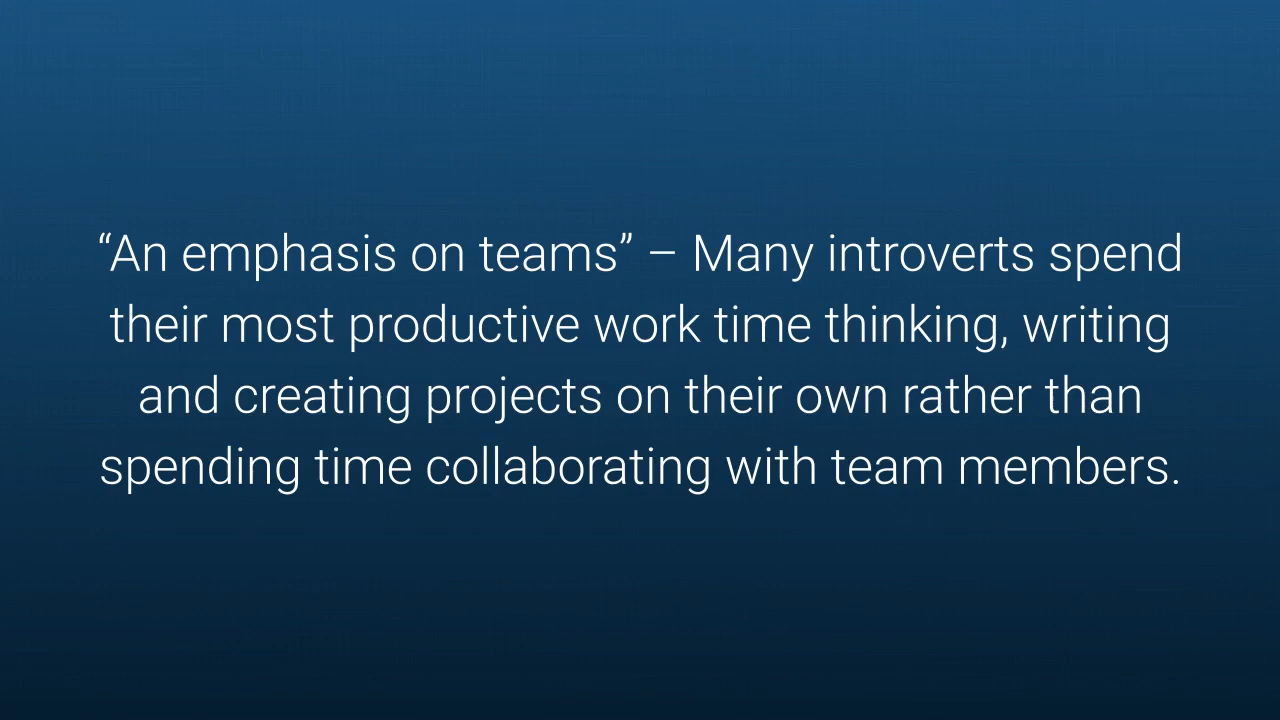 “An emphasis on teams” – Many introverts spend
their most productive work time thinking, writing
and creating projects on their own rather than
spending time collaborating with team members.